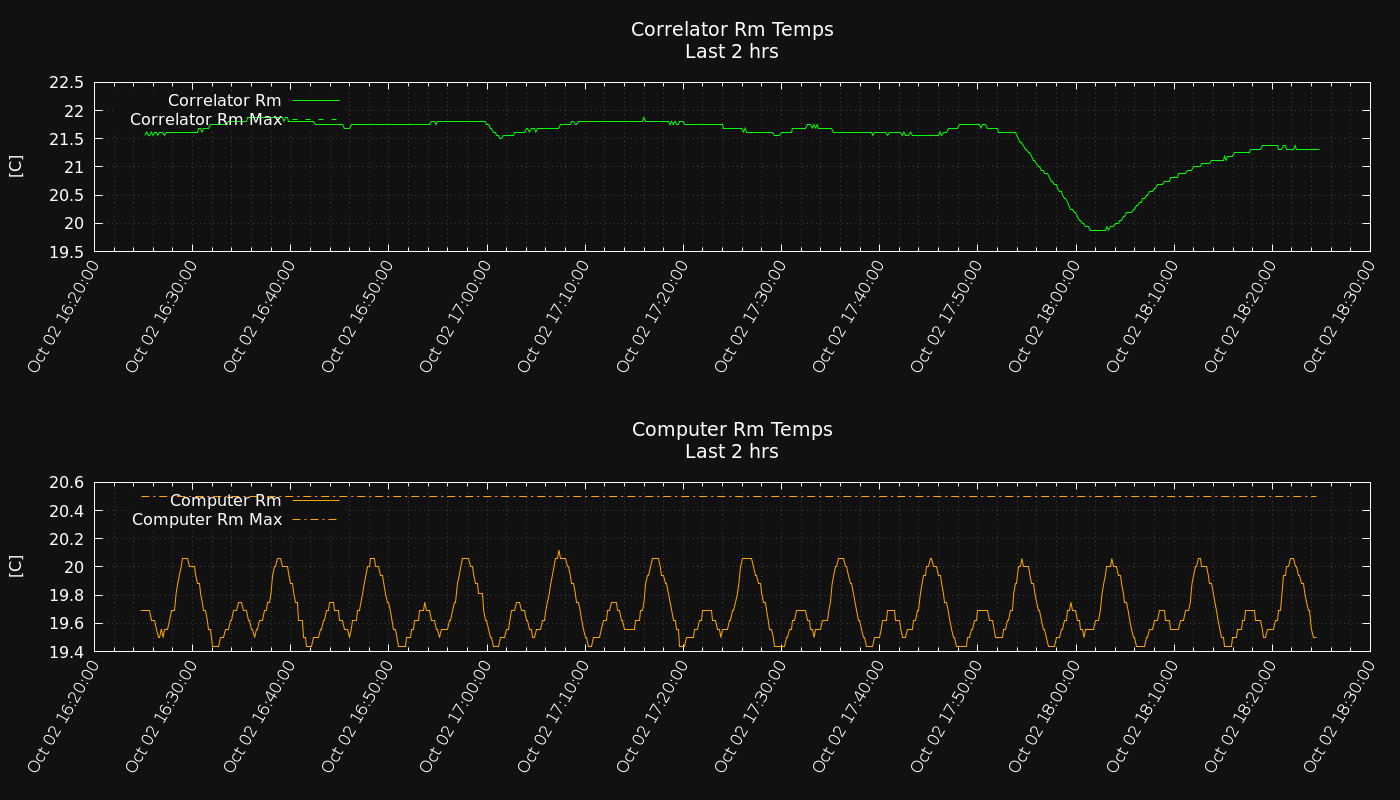 Correlator Rm Temps
Last 2 hrs
22.5
22
21.5
21
20.5
20
19.5
[C]
Correlator Rm
Correlator Rm Max
Oct 02 16:20:00
Oct 02 16:30:00
Oct 02 16:40:00
Oct 02 16:50:00
Oct 02 17:00:00
Oct 02 17:10:00
Oct 02 17:20:00
Oct 02 17:30:00
Oct 02 17:40:00
Oct 02 17:50:00
Oct 02 18:00:00
Oct 02 18:10:00
Oct 02 18:20:00
Oct 02 18:30:00
Computer Rm Temps
Last 2 hrs
20.6
20.4
20.2
20
19.8
19.6
19.4
[C]
Computer Rm
Computer Rm Max
Oct 02 16:20:00
Oct 02 16:30:00
Oct 02 16:40:00
Oct 02 16:50:00
Oct 02 17:00:00
Oct 02 17:10:00
Oct 02 17:20:00
Oct 02 17:30:00
Oct 02 17:40:00
Oct 02 17:50:00
Oct 02 18:00:00
Oct 02 18:10:00
Oct 02 18:20:00
Oct 02 18:30:00